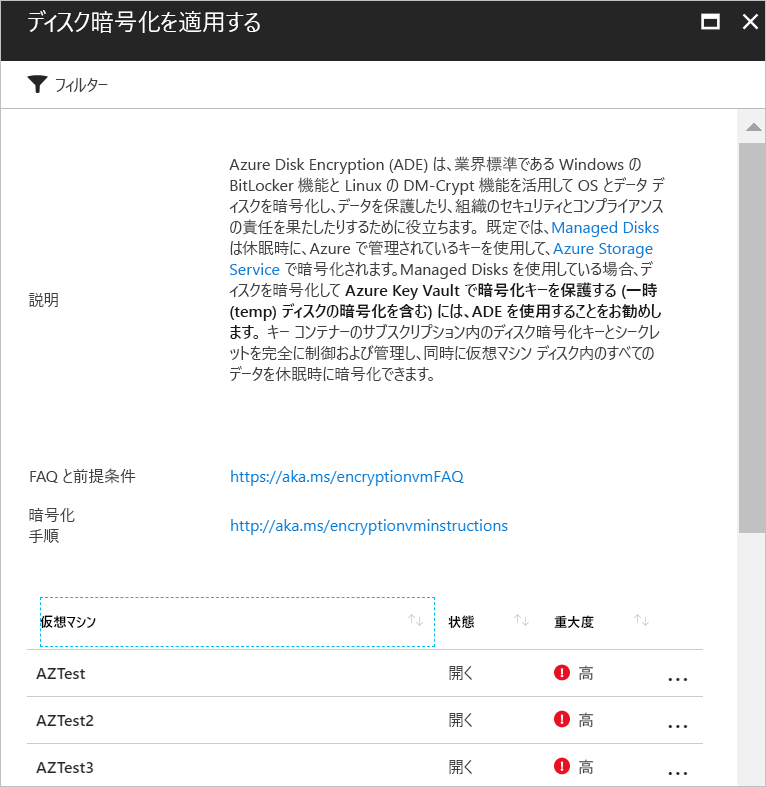 ディスク暗号化を適用する
フィルター
Azure Disk Encryption (ADE) は、業界標準である Windows の
BitLocker 機能と Linux の DM-Crypt 機能を活用して OS とデータ デ
ィスクを暗号化し、データを保護したり、組織のセキュリティとコンプライアンス
の責任を果たしたりするために役立ちます。 既定では、Managed Disks
は休眠時に、Azure で管理されているキーを使用して、Azure Storage
Service で暗号化されます。Managed Disks を使用している場合、デ
ィスクを暗号化して Azure Key Vault で暗号化キーを保護する (一時
(temp) ディスクの暗号化を含む) には、ADE を使用することをお勧めし
ます。 キー コンテナーのサブスクリプション内のディスク暗号化キーとシークレ
ットを完全に制御および管理し、同時に仮想マシン ディスク内のすべての
データを休眠時に暗号化できます。
説明
FAQ と前提条件 https://aka.ms/encryptionvmFAQ
暗号化
手順
http://aka.ms/encryptionvminstructions
仮想マシン 状態 重大度
AZTest 開く 高 ...
AZTest2 開く 高 ...
AZTest3 開く 高 ...